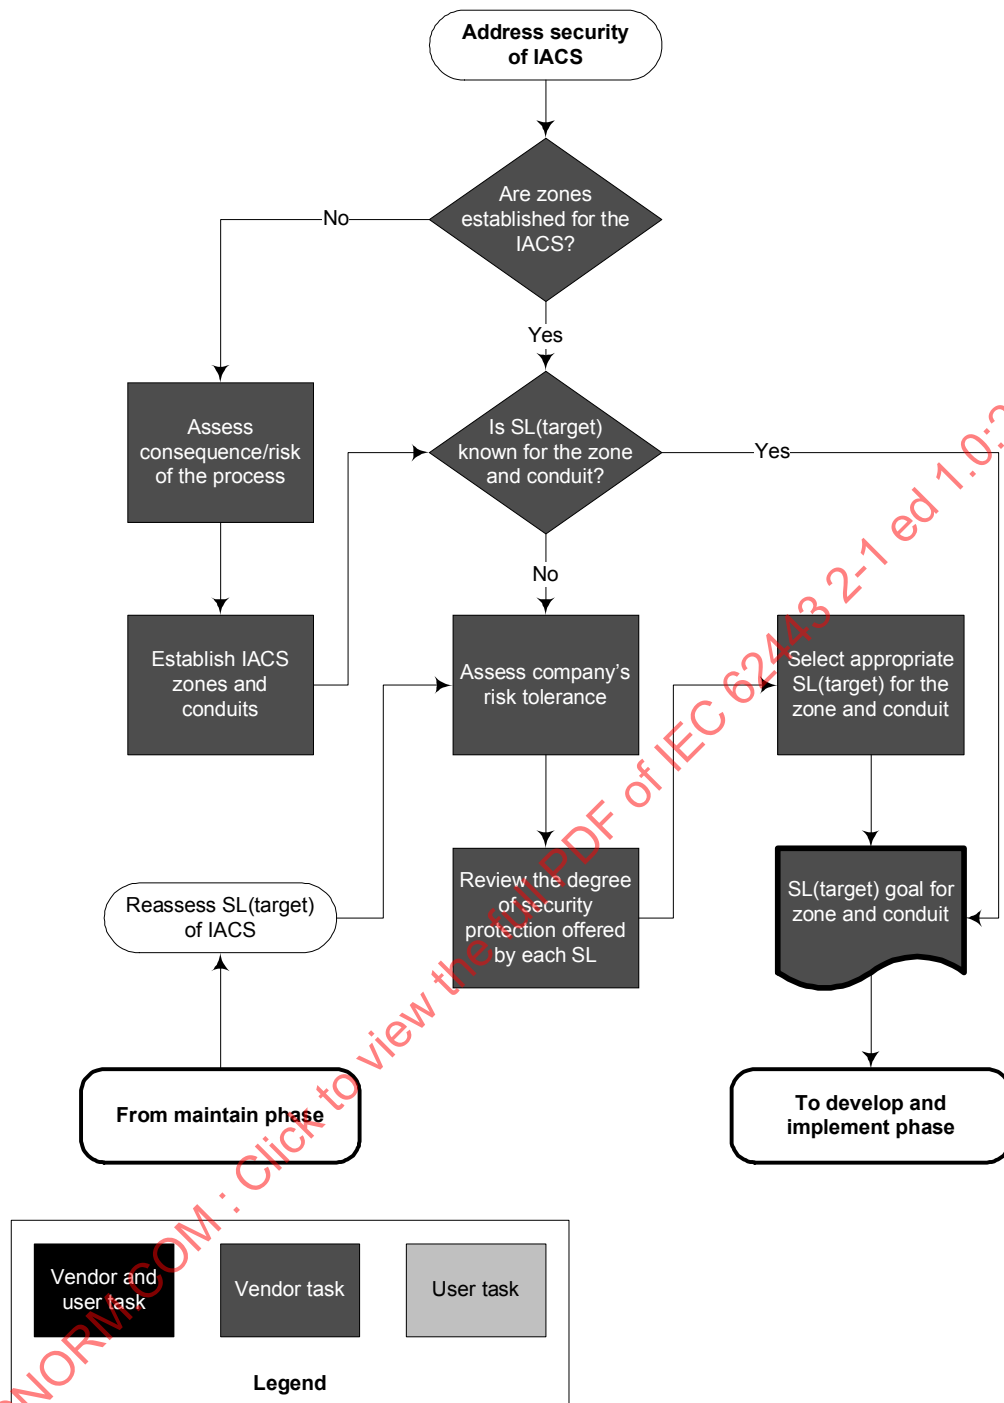 Address security
of IACS
Are zones
established for the
IACS?
No
Yes
Assess
consequence/risk
of the process
Is SL(target)
known for the zone
and conduit?
Yes
No
Establish IACS
zones and
conduits
Assess company's
risk tolerance
Select appropriate
SL(target) for the
zone and conduit
Reassess SL(target)
of IACS
Review the degree
of security
protection offered
by each SL
SL(target) goal for
zone and conduit
From maintain phase
To develop and
implement phase
Vendor and
user task
Vendor task
User task
Legend
NORM.COM : Click to view the full PDF of IEC 62443 2-1 ed 1.0: